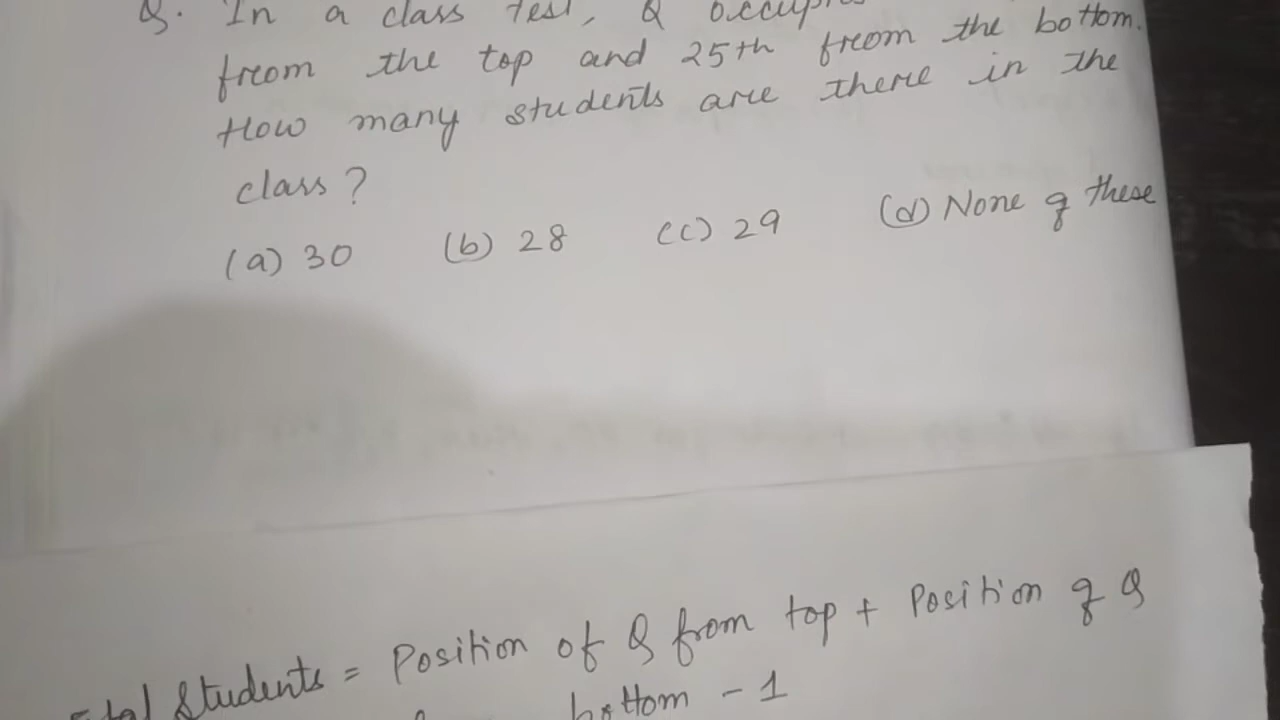 Q. In a class test, Q
from the top and 25th from the bottom.
How many students are there in the
class?
(a) 30 (b) 28 (c) 29 (d) None of these
Students = Position of Q from top + Position of Q
bottom - 1